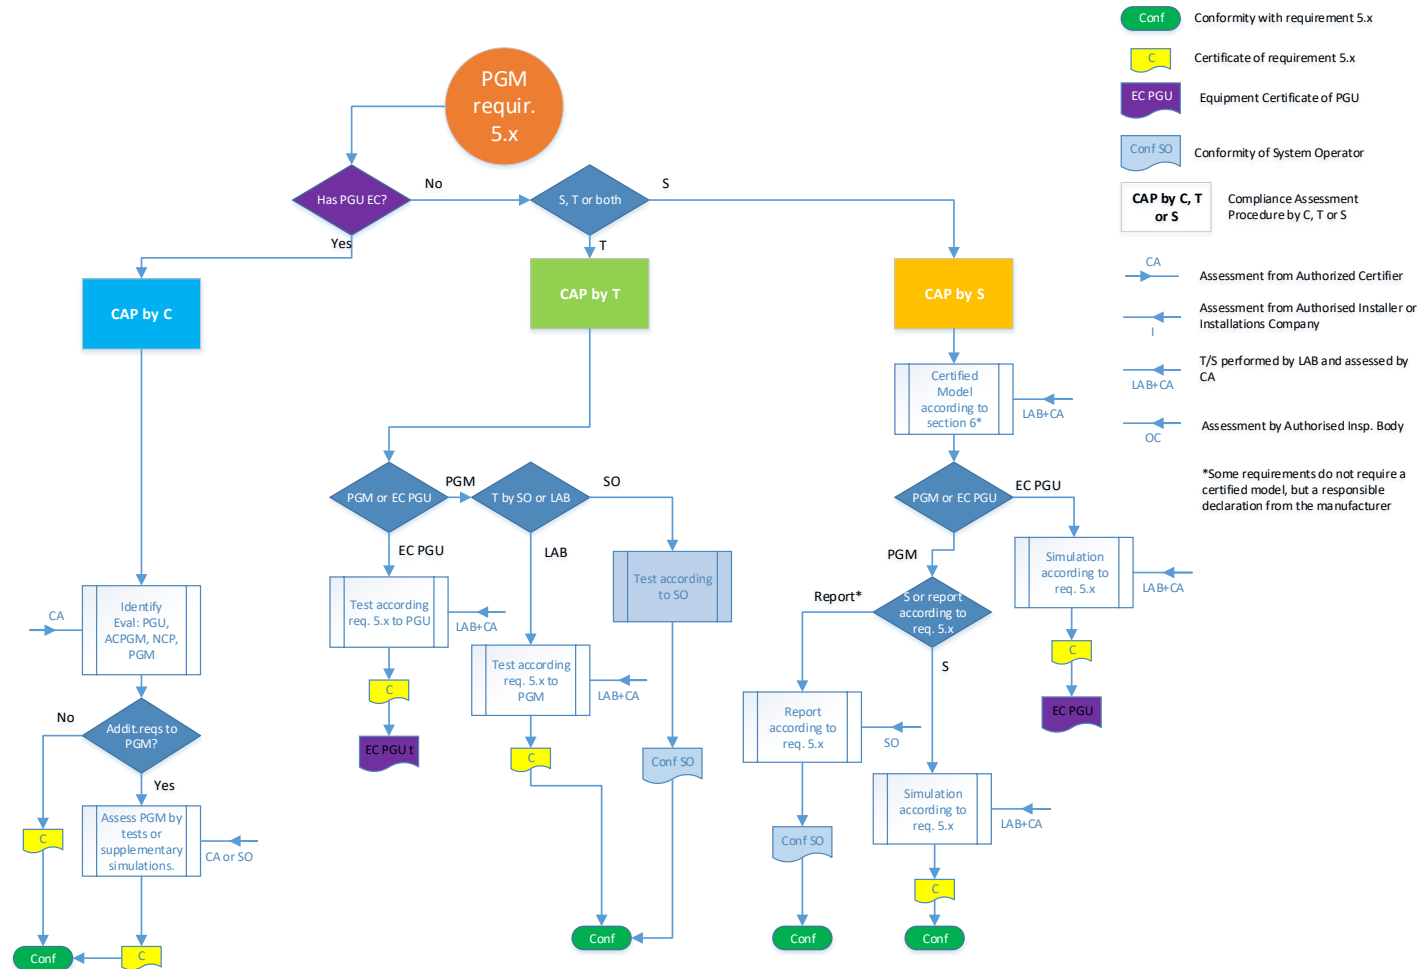 PGM
requir.
5.x
Has PGU EC?
No
Yes
S, T or both
S
T
CAP by C
CAP by T
CAP by S
Certified
Model
according to
section 6*
LAB+CA
PGM or EC PGU
PGM
T by SO or LAB
SO
EC PGU
LAB
PGM or EC PGU
EC PGU
PGM
Test according
req. 5.x to PGU
LAB+CA
Test according
to SO
Simulation
according to
req. 5.x
LAB+CA
CA
Identify
Eval: PGU,
ACPGM, NCP,
PGM
Report*
S or report
according to
req. 5.x
S
Test according
req. 5.x to
PGM
LAB+CA
C
EC PGU t
C
EC PGU
No
Addit.reqs to
PGM?
Yes
Report
according to
req. 5.x
SO
C
Conf SO
Simulation
according to
req. 5.x
LAB+CA
C
Assess PGM by
tests or
supplementary
simulations.
CA or SO
Conf SO
C
Conf
C
Conf
Conf
Conf
Conf
Conformity with requirement 5.x
C
Certificate of requirement 5.x
EC PGU
Equipment Certificate of PGU
Conf SO
Conformity of System Operator
CAP by C, T
or S
Compliance Assessment
Procedure by C, T or S
CA
Assessment from Authorized Certifier
Assessment from Authorised Installer or
Installations Company
I
T/S performed by LAB and assessed by
CA
LAB+CA
Assessment by Authorised Insp. Body
OC
*Some requirements do not require a
certified model, but a responsible
declaration from the manufacturer